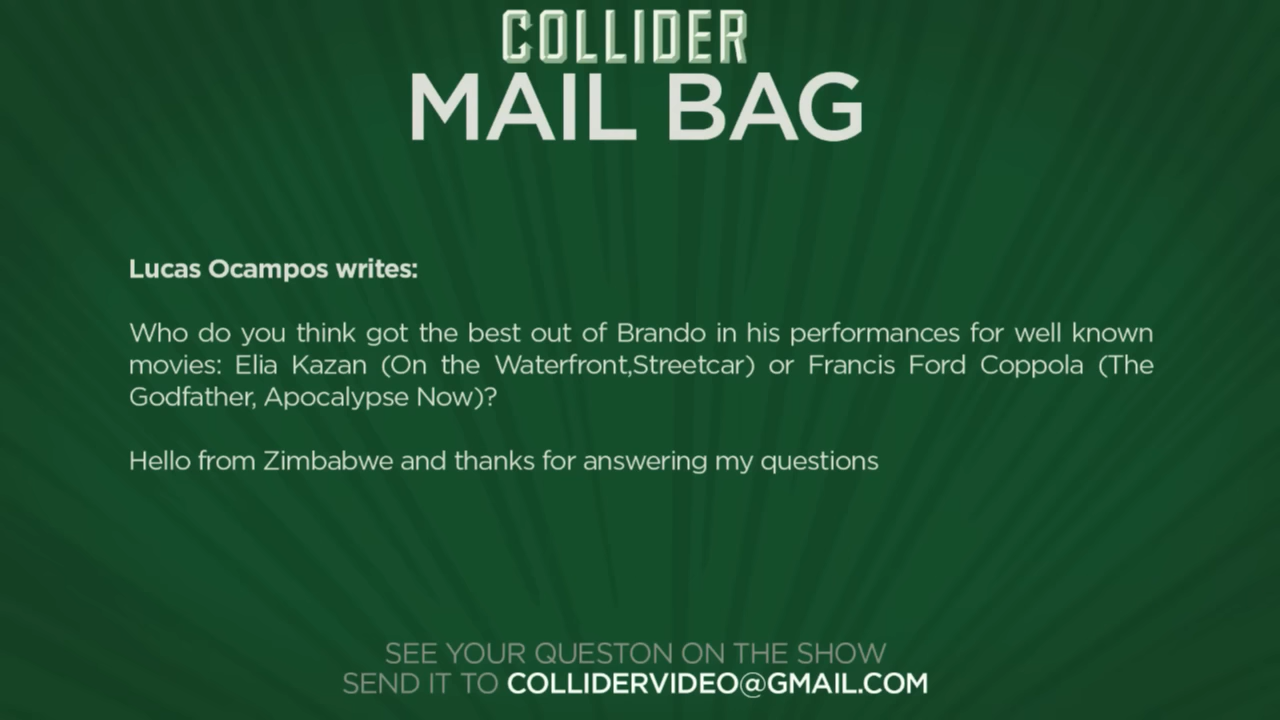 COLLIDER
MAIL BAG
Lucas Ocampos writes:
Who do you think got the best out of Brando in his performances for well known
movies: Elia Kazan (On the Waterfront,Streetcar) or Francis Ford Coppola (The
Godfather, Apocalypse Now)?
Hello from Zimbabwe and thanks for answering my questions
SEE YOUR QUESTON ON THE SHOW
SEND IT TO COLLIDERVIDEO@GMAIL.COM